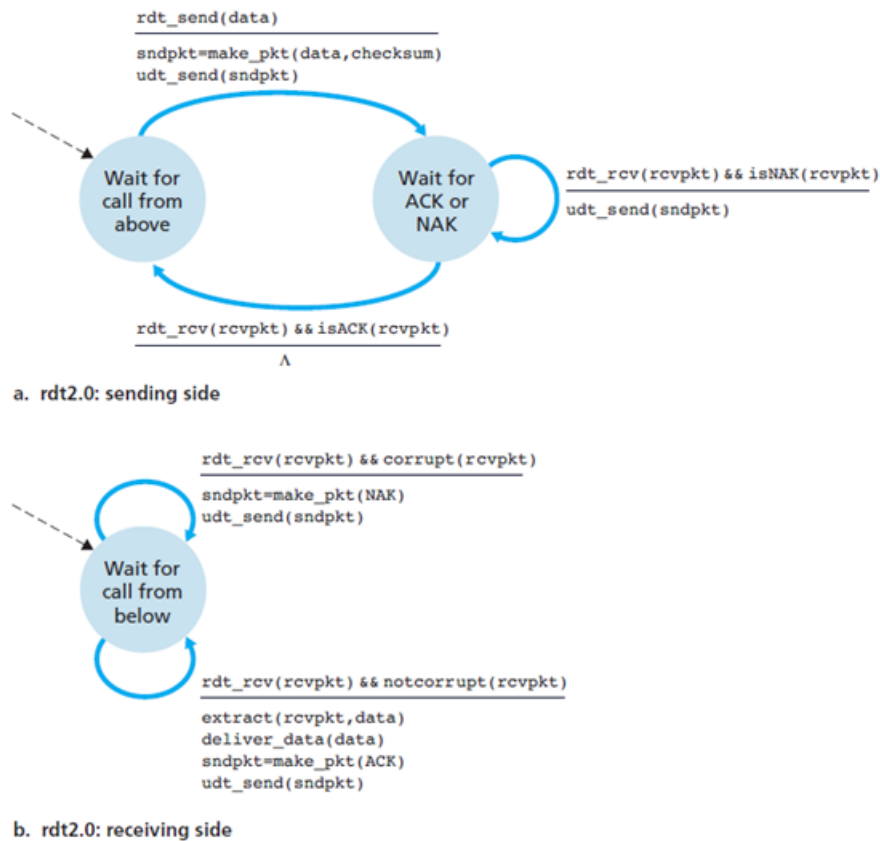 rdt_send(data)
sndpkt=make_pkt(data,checksum)
udt_send(sndpkt)
Wait for
call from
above
Wait for
ACK or
NAK
rdt_rcv(rcvpkt) && isNAK(rcvpkt)
udt_send(sndpkt)
rdt_rcv(rcvpkt) && isACK(rcvpkt)
Λ
a. rdt2.0: sending side
rdt_rcv(rcvpkt) && corrupt(rcvpkt)
sndpkt=make_pkt(NAK)
udt_send(sndpkt)
Wait for
call from
below
rdt_rcv(rcvpkt) && notcorrupt(rcvpkt)
extract(rcvpkt,data)
deliver_data(data)
sndpkt=make_pkt(ACK)
udt_send(sndpkt)
b. rdt2.0: receiving side